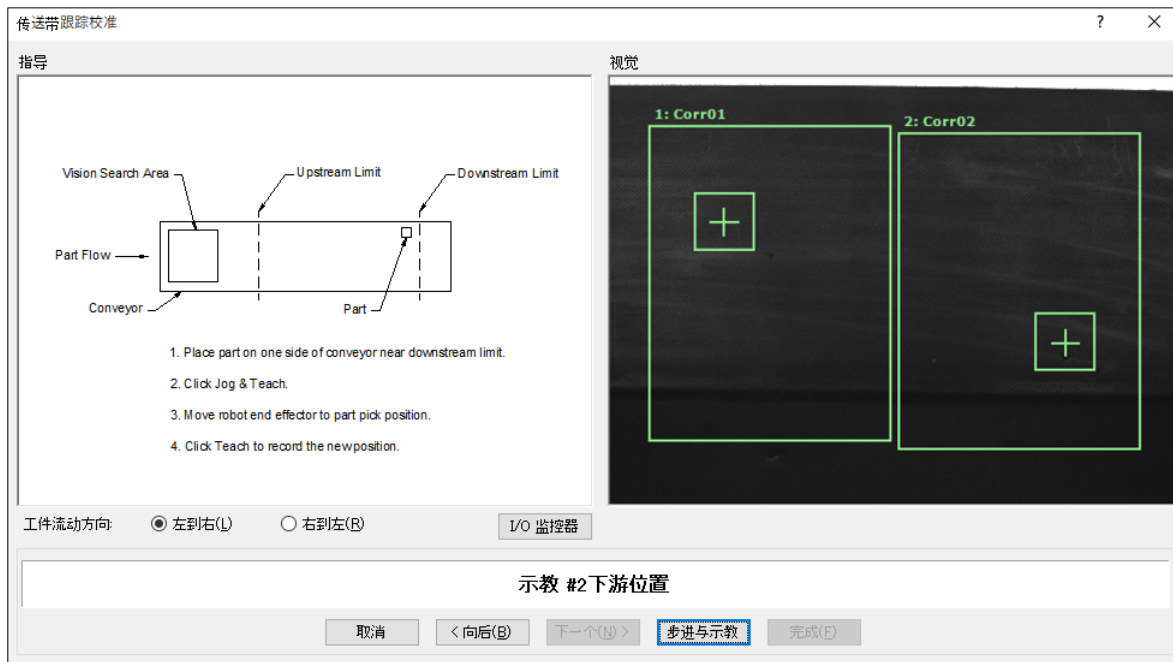 传送带跟踪校准
?
指导
视觉
Vision Search Area
Upstream Limit
Downstream Limit
Part Flow
Conveyor
Part
1. Place part on one side of conveyor near downstream limit.
2. Click Jog & Teach.
3. Move robot end effector to part pick position.
4. Click Teach to record the new position.
1: Corr01
2: Corr02
工件流动方向:
左到右(L)
右到左(R)
I/O 监控器
示教 #2下游位置
取消
< 向后(B)
下一个(N) >
步进与示教
完成(F)